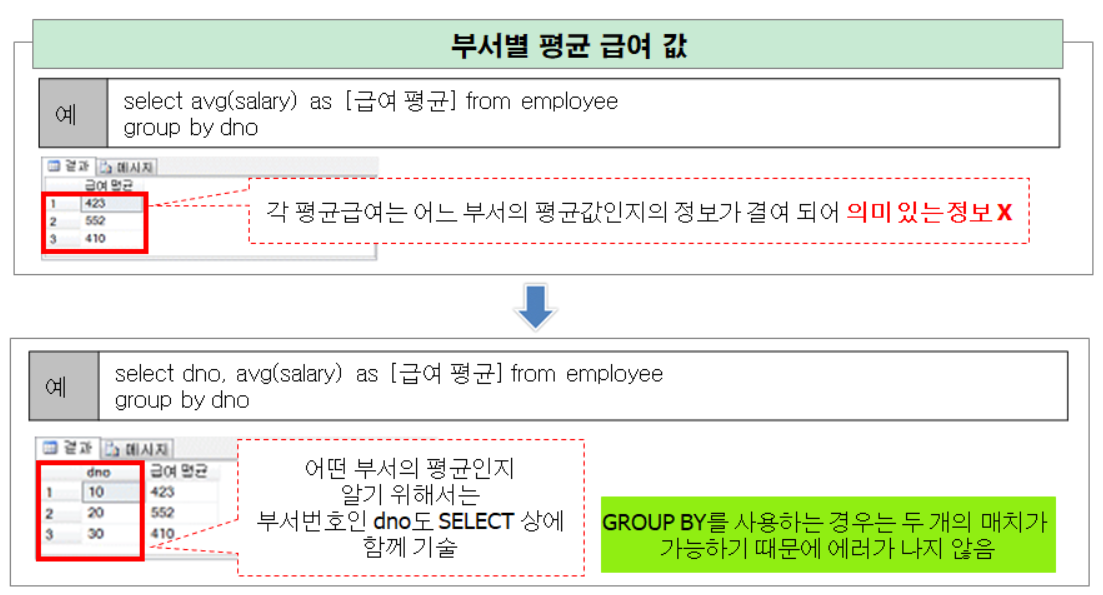 부서별 평균 급여 값
예
select avg(salary) as [급여 평균] from employee
group by dno
결과 메시지
급여 평균
1 423
2 552
3 410
각 평균급여는 어느 부서의 평균값인지의 정보가 결여 되어 의미 있는 정보 X
예
select dno, avg(salary) as [급여 평균] from employee
group by dno
결과 메시지
dno 급여 평균
1 10 423
2 20 552
3 30 410
어떤 부서의 평균인지
알기 위해서는
부서번호인 dno도 SELECT 상에
함께 기술
GROUP BY를 사용하는 경우는 두 개의 매치가
가능하기 때문에 에러가 나지 않음